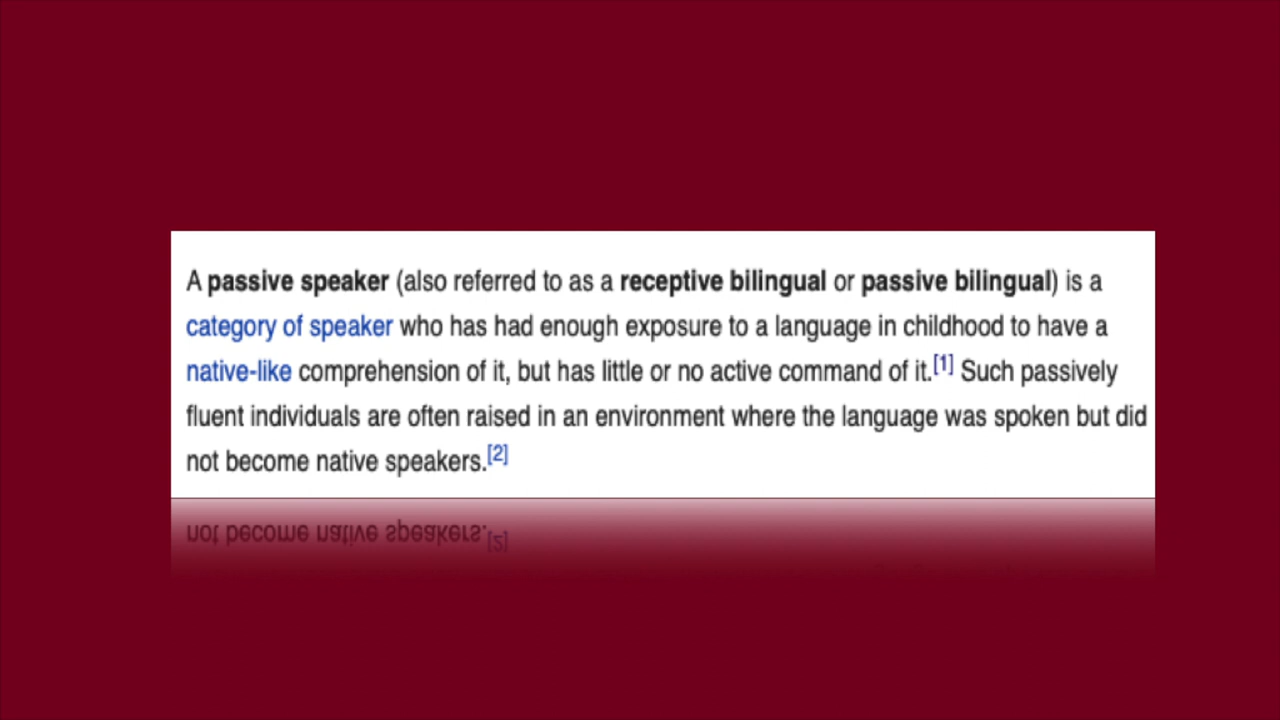 A passive speaker (also referred to as a receptive bilingual or passive bilingual) is a
category of speaker who has had enough exposure to a language in childhood to have a
native-like comprehension of it, but has little or no active command of it.[1] Such passively
fluent individuals are often raised in an environment where the language was spoken but did
not become native speakers.[2]